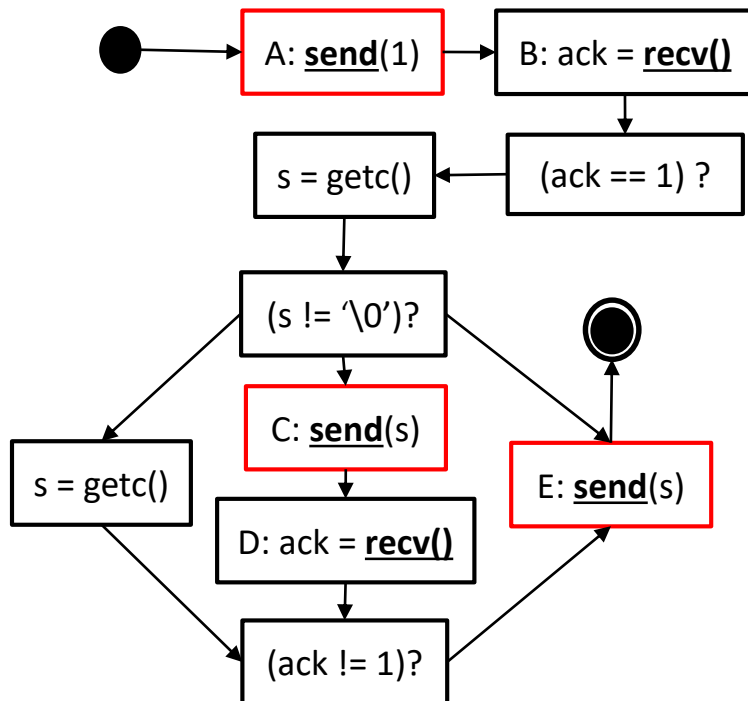 A: send(1)
B: ack = recv()
s = getc()
(ack == 1) ?
(s != ‘\0’)?
C: send(s)
s = getc()
E: send(s)
D: ack = recv()
(ack != 1)?